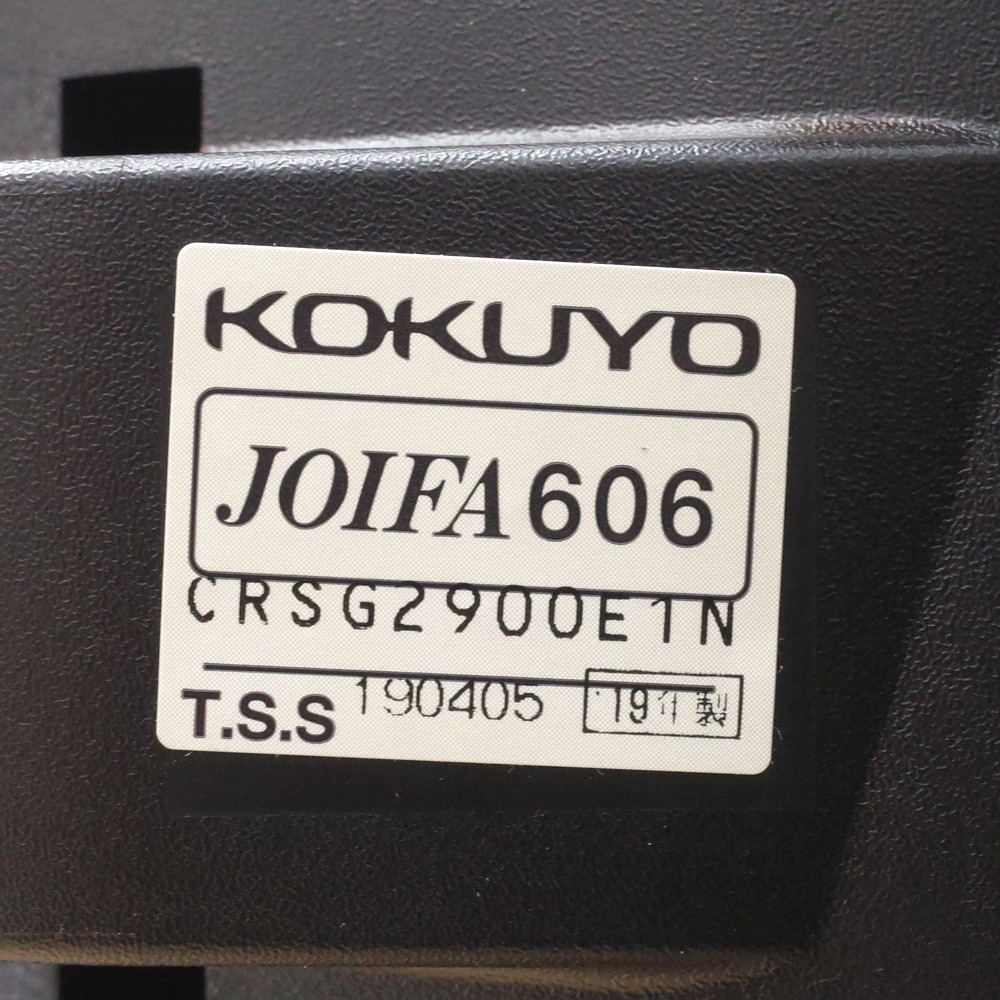 KOKUYO
JOIFA 606
CRSG2900E1N
T.S.S 190405 '19年製